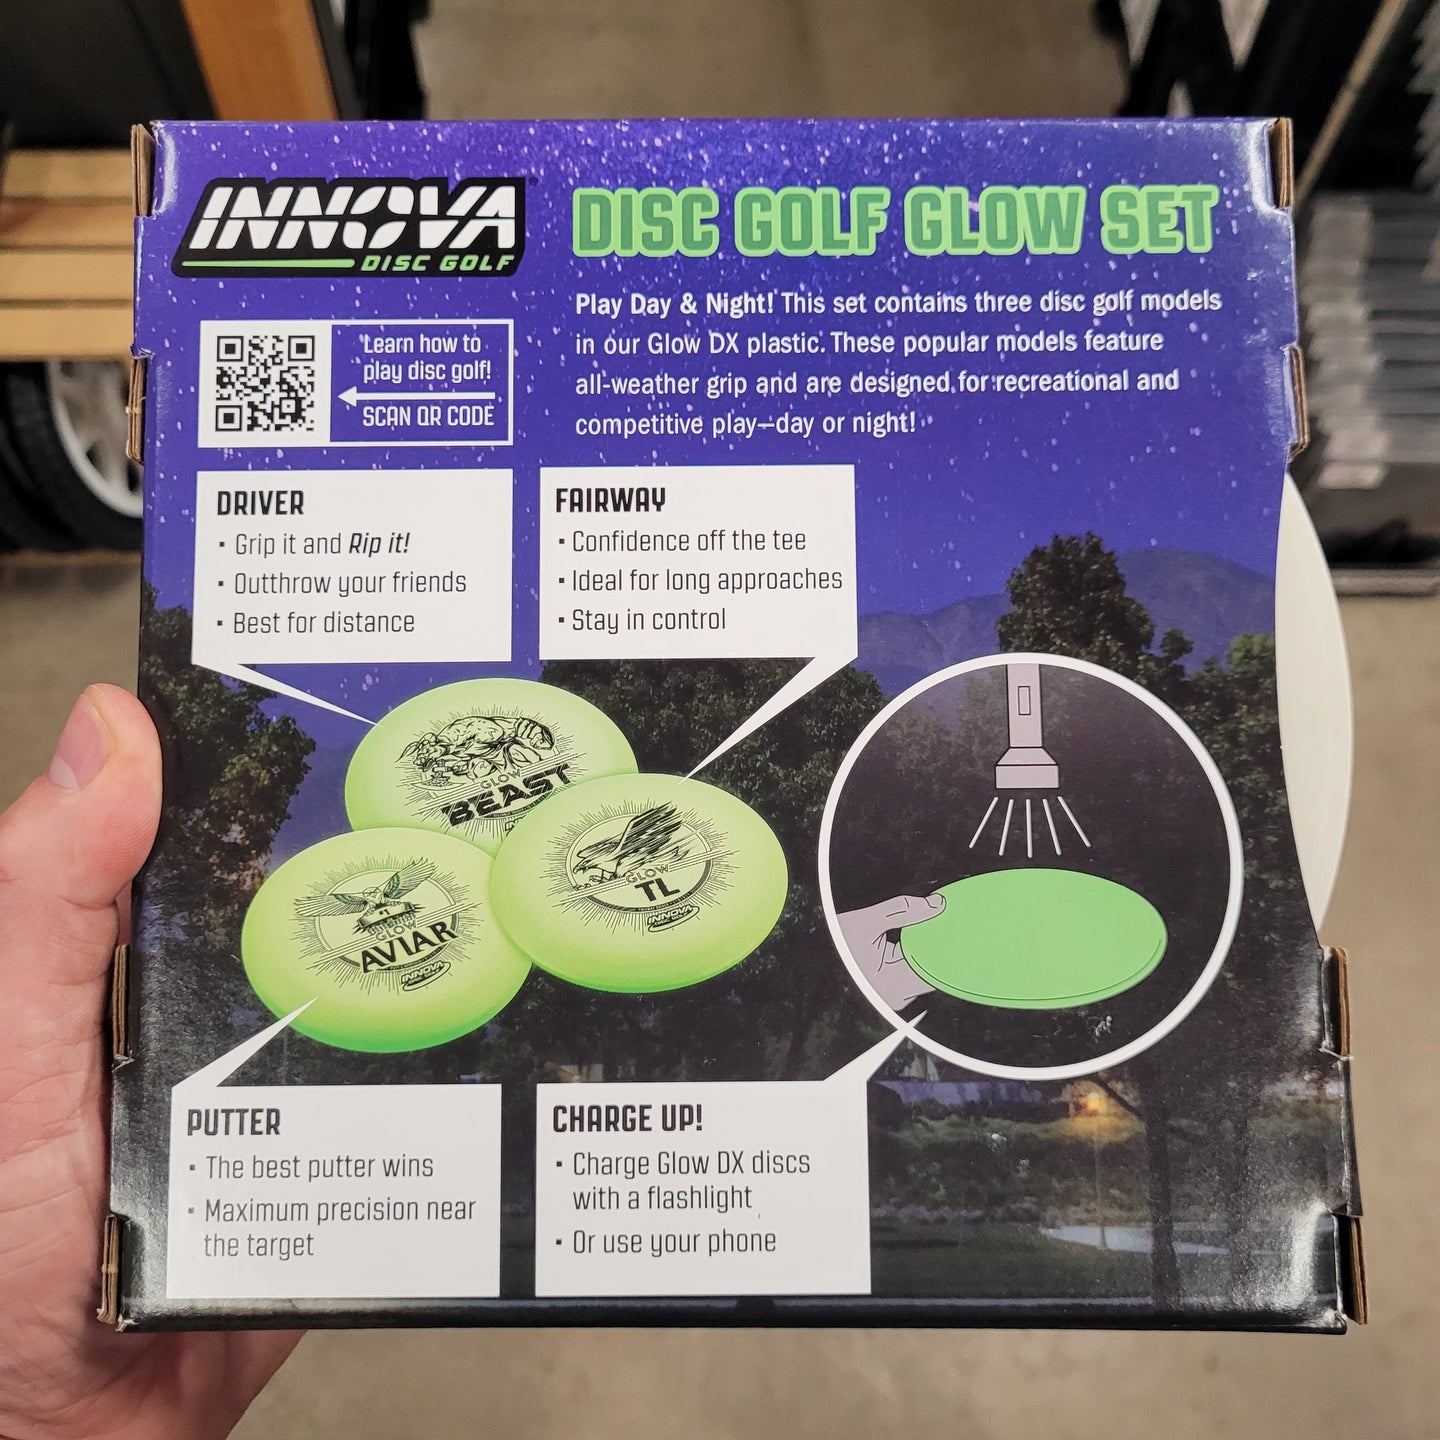 INNOVA
DISC GOLF
DISC GOLF GLOW SET
Play Day & Night! This set contains three disc golf models
in our Glow DX plastic. These popular models feature
all-weather grip and are designed for recreational and
competitive play—day or night!
Learn how to
play disc golf!
SCAN QR CODE
DRIVER
• Grip it and Rip it!
• Outthrow your friends
• Best for distance
FAIRWAY
• Confidence off the tee
• Ideal for long approaches
• Stay in control
GLOW
BEAST
GLOW
TL
INNOVA
#1
GLOW
AVIAR
INNOVA
PUTTER
• The best putter wins
• Maximum precision near
the target
CHARGE UP!
• Charge Glow DX discs
with a flashlight
• Or use your phone